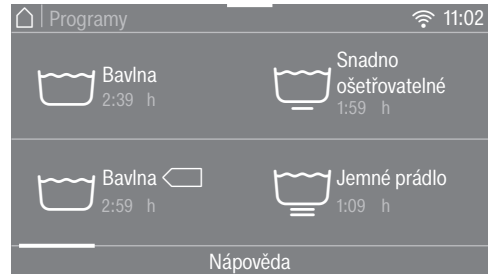 Programy
11:02
Bavlna
2:39 h
Snadno
ošetřovatelné
1:59 h
Bavlna
2:59 h
Jemné prádlo
1:09 h
Nápověda